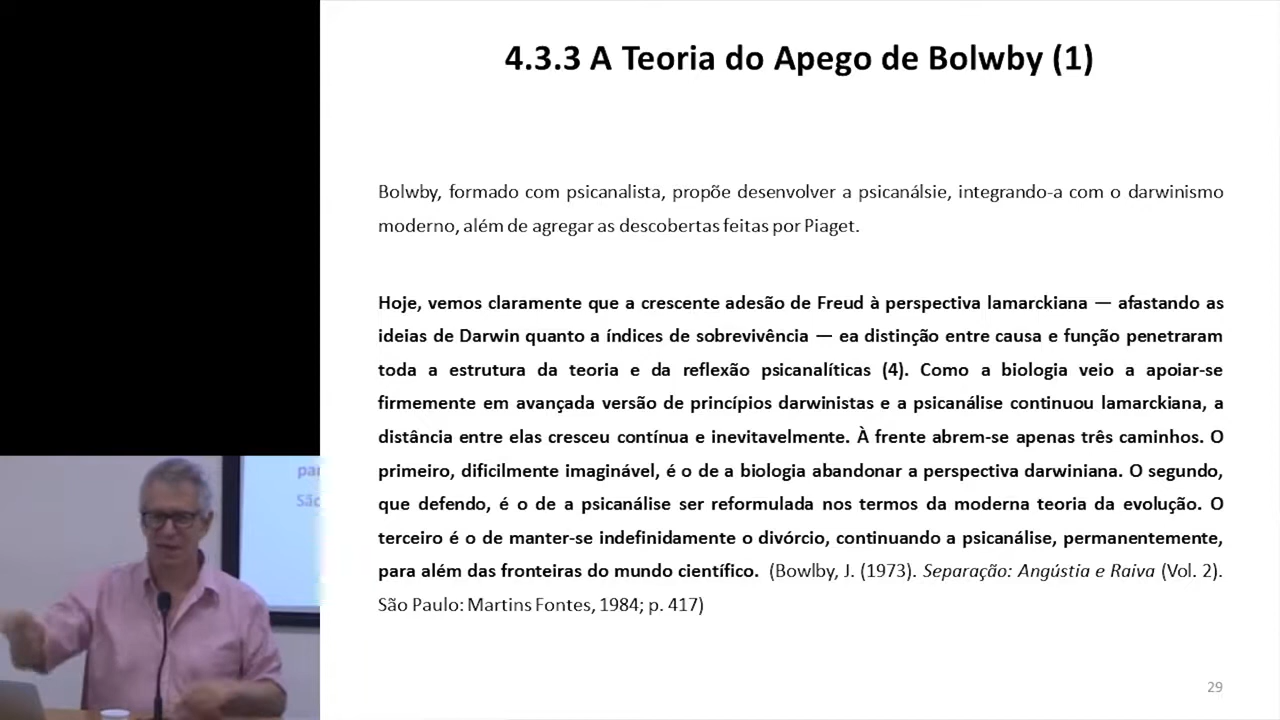 4.3.3 A Teoria do Apego de Bolwby (1)
Bolwby, formado com psicanalista, propõe desenvolver a psicanálsie, integrando-a com o darwinismo
moderno, além de agregar as descobertas feitas por Piaget.
Hoje, vemos claramente que a crescente adesão de Freud à perspectiva lamarckiana — afastando as
ideias de Darwin quanto a índices de sobrevivência — ea distinção entre causa e função penetraram
toda a estrutura da teoria e da reflexão psicanalíticas (4). Como a biologia veio a apoiar-se
firmemente em avançada versão de princípios darwinistas e a psicanálise continuou lamarckiana, a
distância entre elas cresceu contínua e inevitavelmente. À frente abrem-se apenas três caminhos. O
primeiro, dificilmente imaginável, é o de a biologia abandonar a perspectiva darwiniana. O segundo,
que defendo, é o de a psicanálise ser reformulada nos termos da moderna teoria da evolução. O
terceiro é o de manter-se indefinidamente o divórcio, continuando a psicanálise, permanentemente,
para além das fronteiras do mundo científico. (Bowlby, J. (1973). Separação: Angústia e Raiva (Vol. 2).
São Paulo: Martins Fontes, 1984; p. 417)
par
São
29